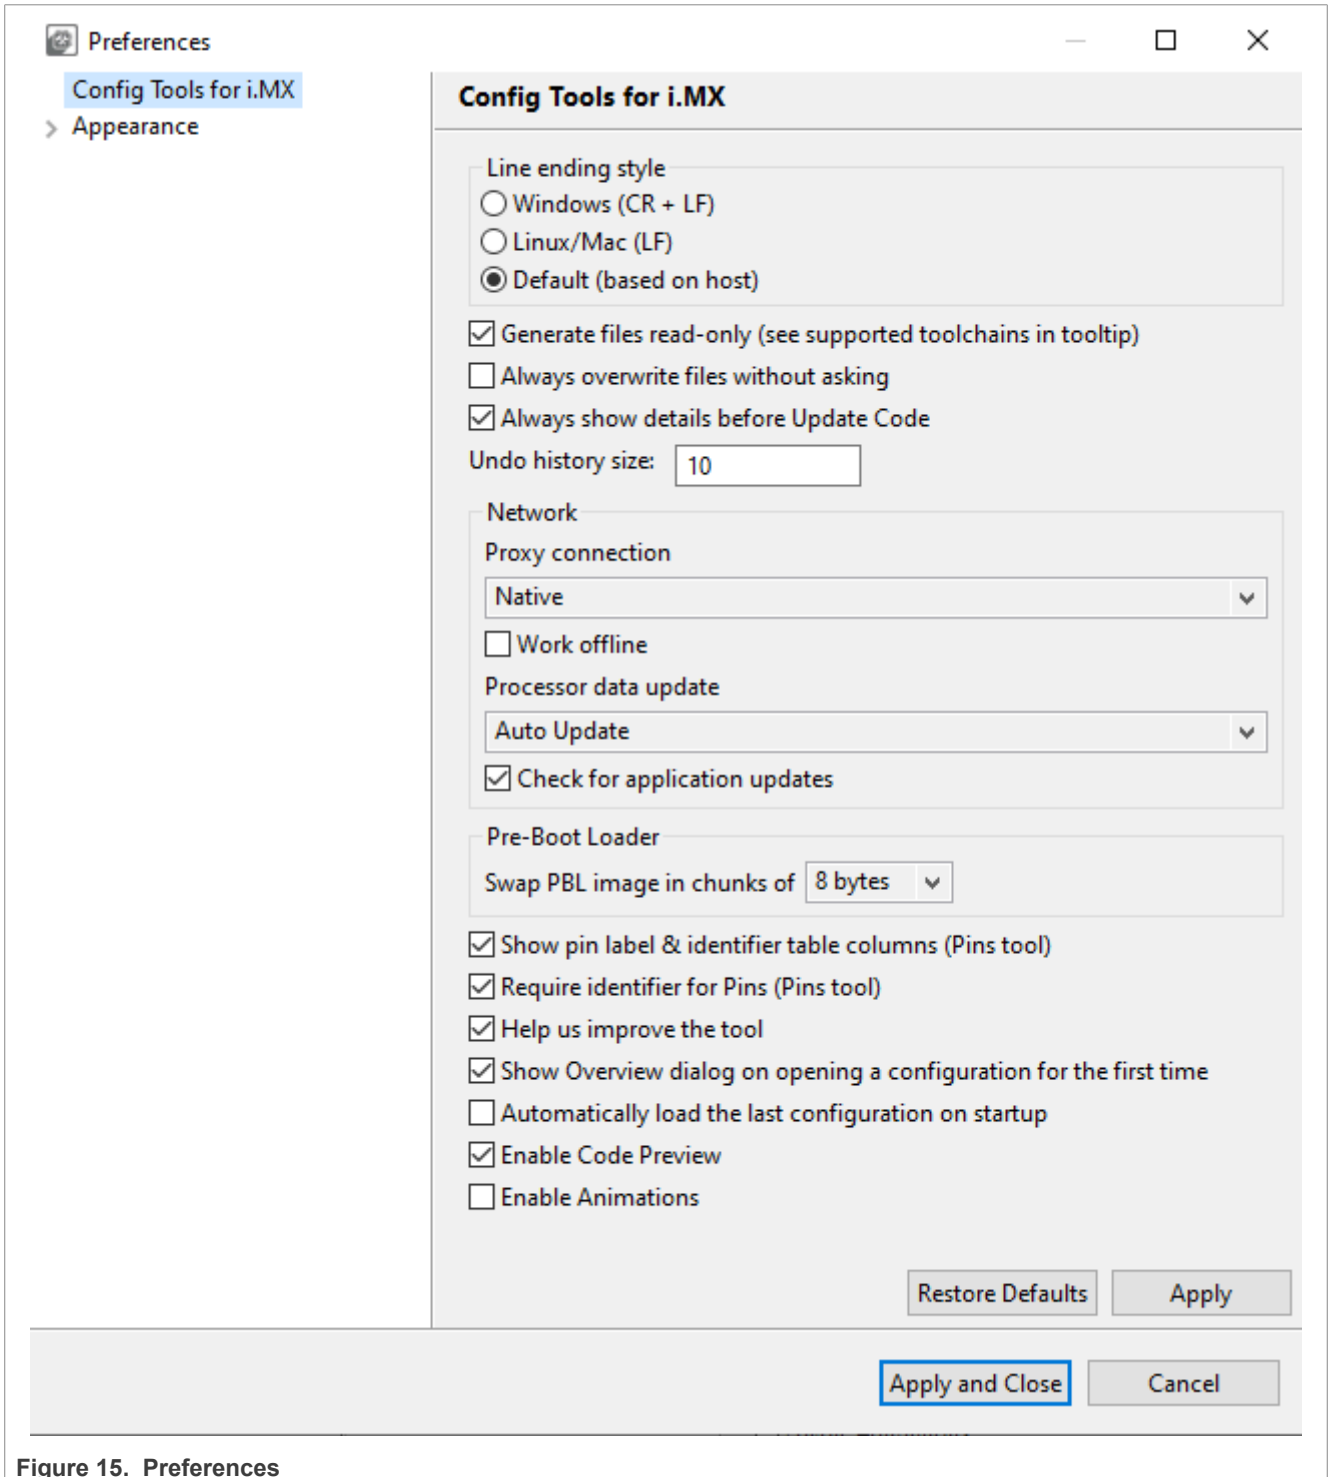 Preferences
Config Tools for i.MX
Appearance
Config Tools for i.MX
Line ending style
Windows (CR + LF)
Linux/Mac (LF)
Default (based on host)
Generate files read-only (see supported toolchains in tooltip)
Always overwrite files without asking
Always show details before Update Code
Undo history size: 10
Network
Proxy connection
Native
Work offline
Processor data update
Auto Update
Check for application updates
Pre-Boot Loader
Swap PBL image in chunks of 8 bytes
Show pin label & identifier table columns (Pins tool)
Require identifier for Pins (Pins tool)
Help us improve the tool
Show Overview dialog on opening a configuration for the first time
Automatically load the last configuration on startup
Enable Code Preview
Enable Animations
Restore Defaults Apply
Apply and Close Cancel
Figure 15. Preferences